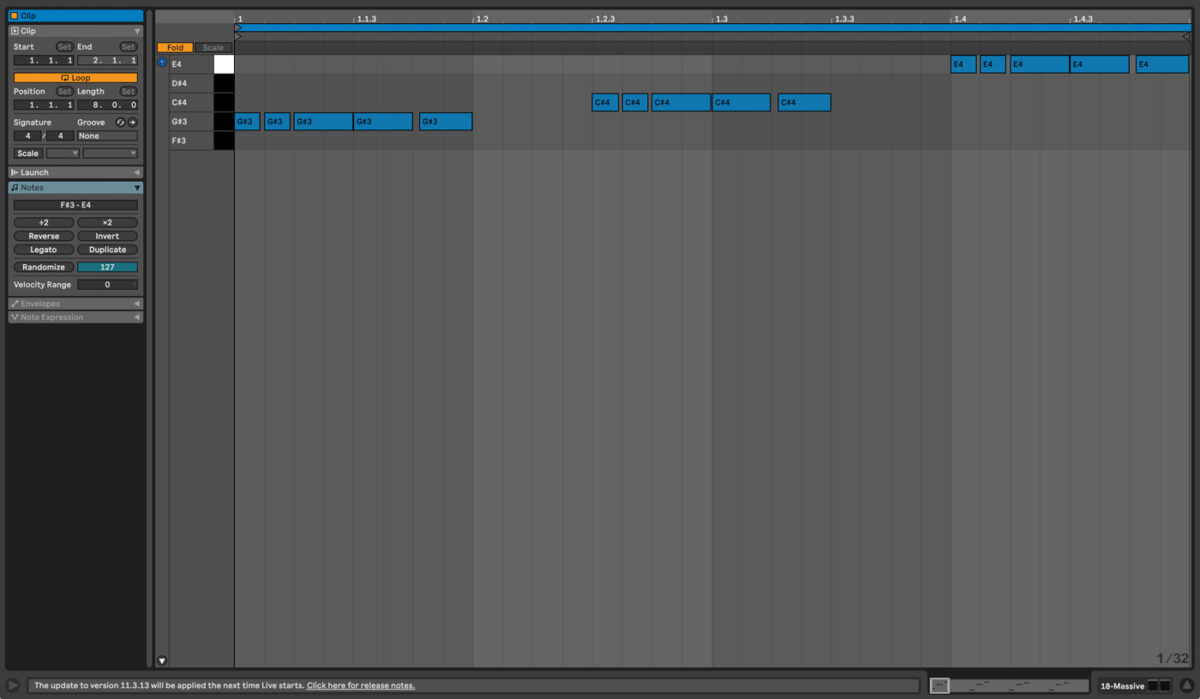 Clip
Clip
Start Set End Set
1. 1. 1 2. 1. 1
Loop
Position Set Length Set
1. 1. 1 8. 0. 0
Signature Groove
4 / 4 None
Scale
Launch
Notes
F#3 - E4
÷2 ×2
Reverse Invert
Legato Duplicate
Randomize 127
Velocity Range 0
Envelopes
Note Expression
1 1.1.3 1.2 1.2.3 1.3 1.3.3 1.4 1.4.3
Fold Scale
E4 E4 E4 E4 E4 E4
D#4
C#4 C#4 C#4 C#4 C#4 C#4
G#3 G#3 G#3 G#3 G#3 G#3
F#3
1/32
The update to version 11.3.13 will be applied the next time Live starts. Click here for release notes.
18-Massive